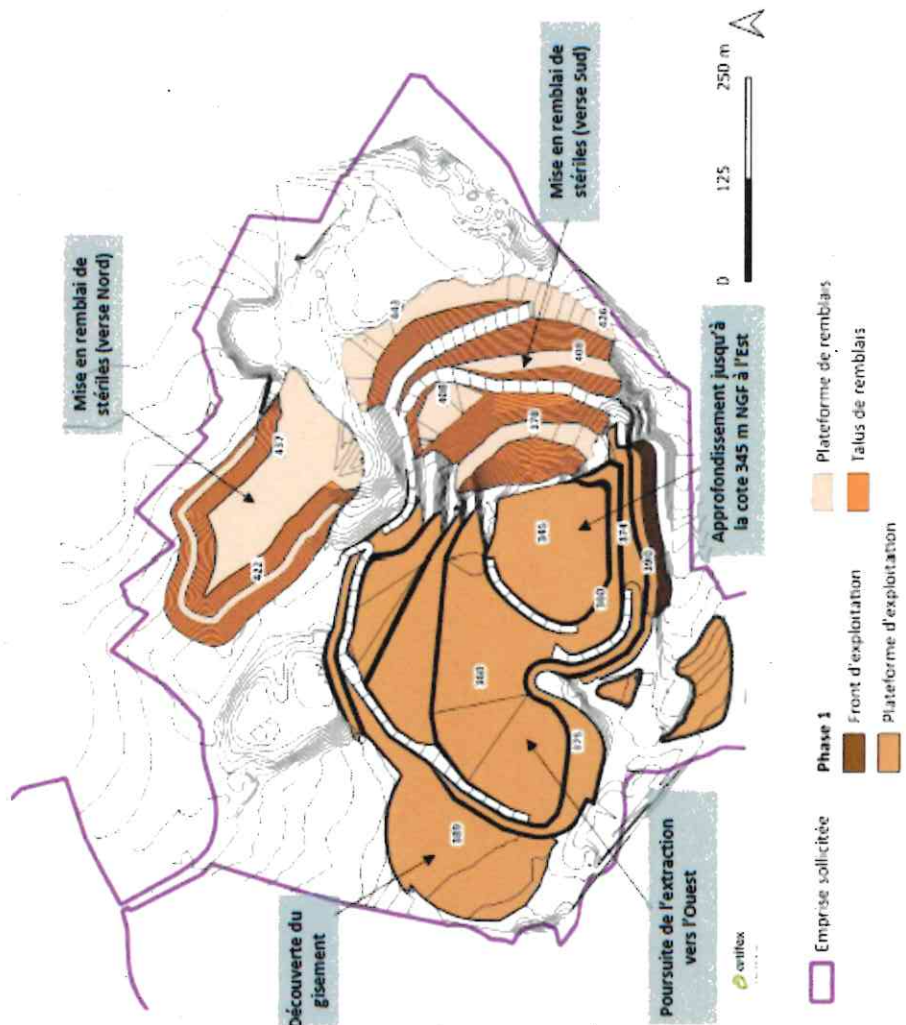 Mise en remblai de
stériles (verse Nord)
437
422
443
Mise en remblai de
stériles (verse Sud)
426
408
408
378
345
Approfondissement jusqu'à
la cote 345 m NGF à l'Est
374
390
360
360
375
389
Découverte du
gisement
Poursuite de l'extraction
vers l'Ouest
artifex
0
125
250 m
Emprise sollicitée
Phase 1
Front d'exploitation
Plateforme d'exploitation
Plateforme de remblais
Talus de remblais